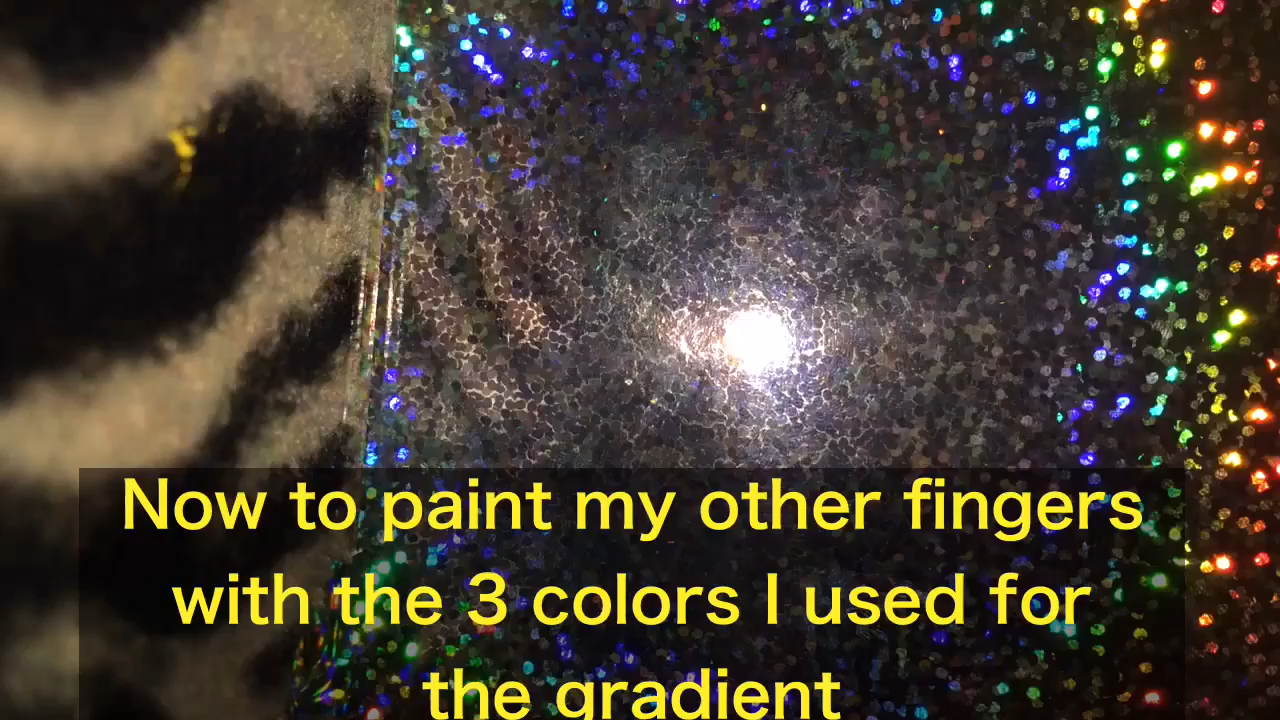 Now to paint my other fingers
with the 3 colors I used for
the gradient